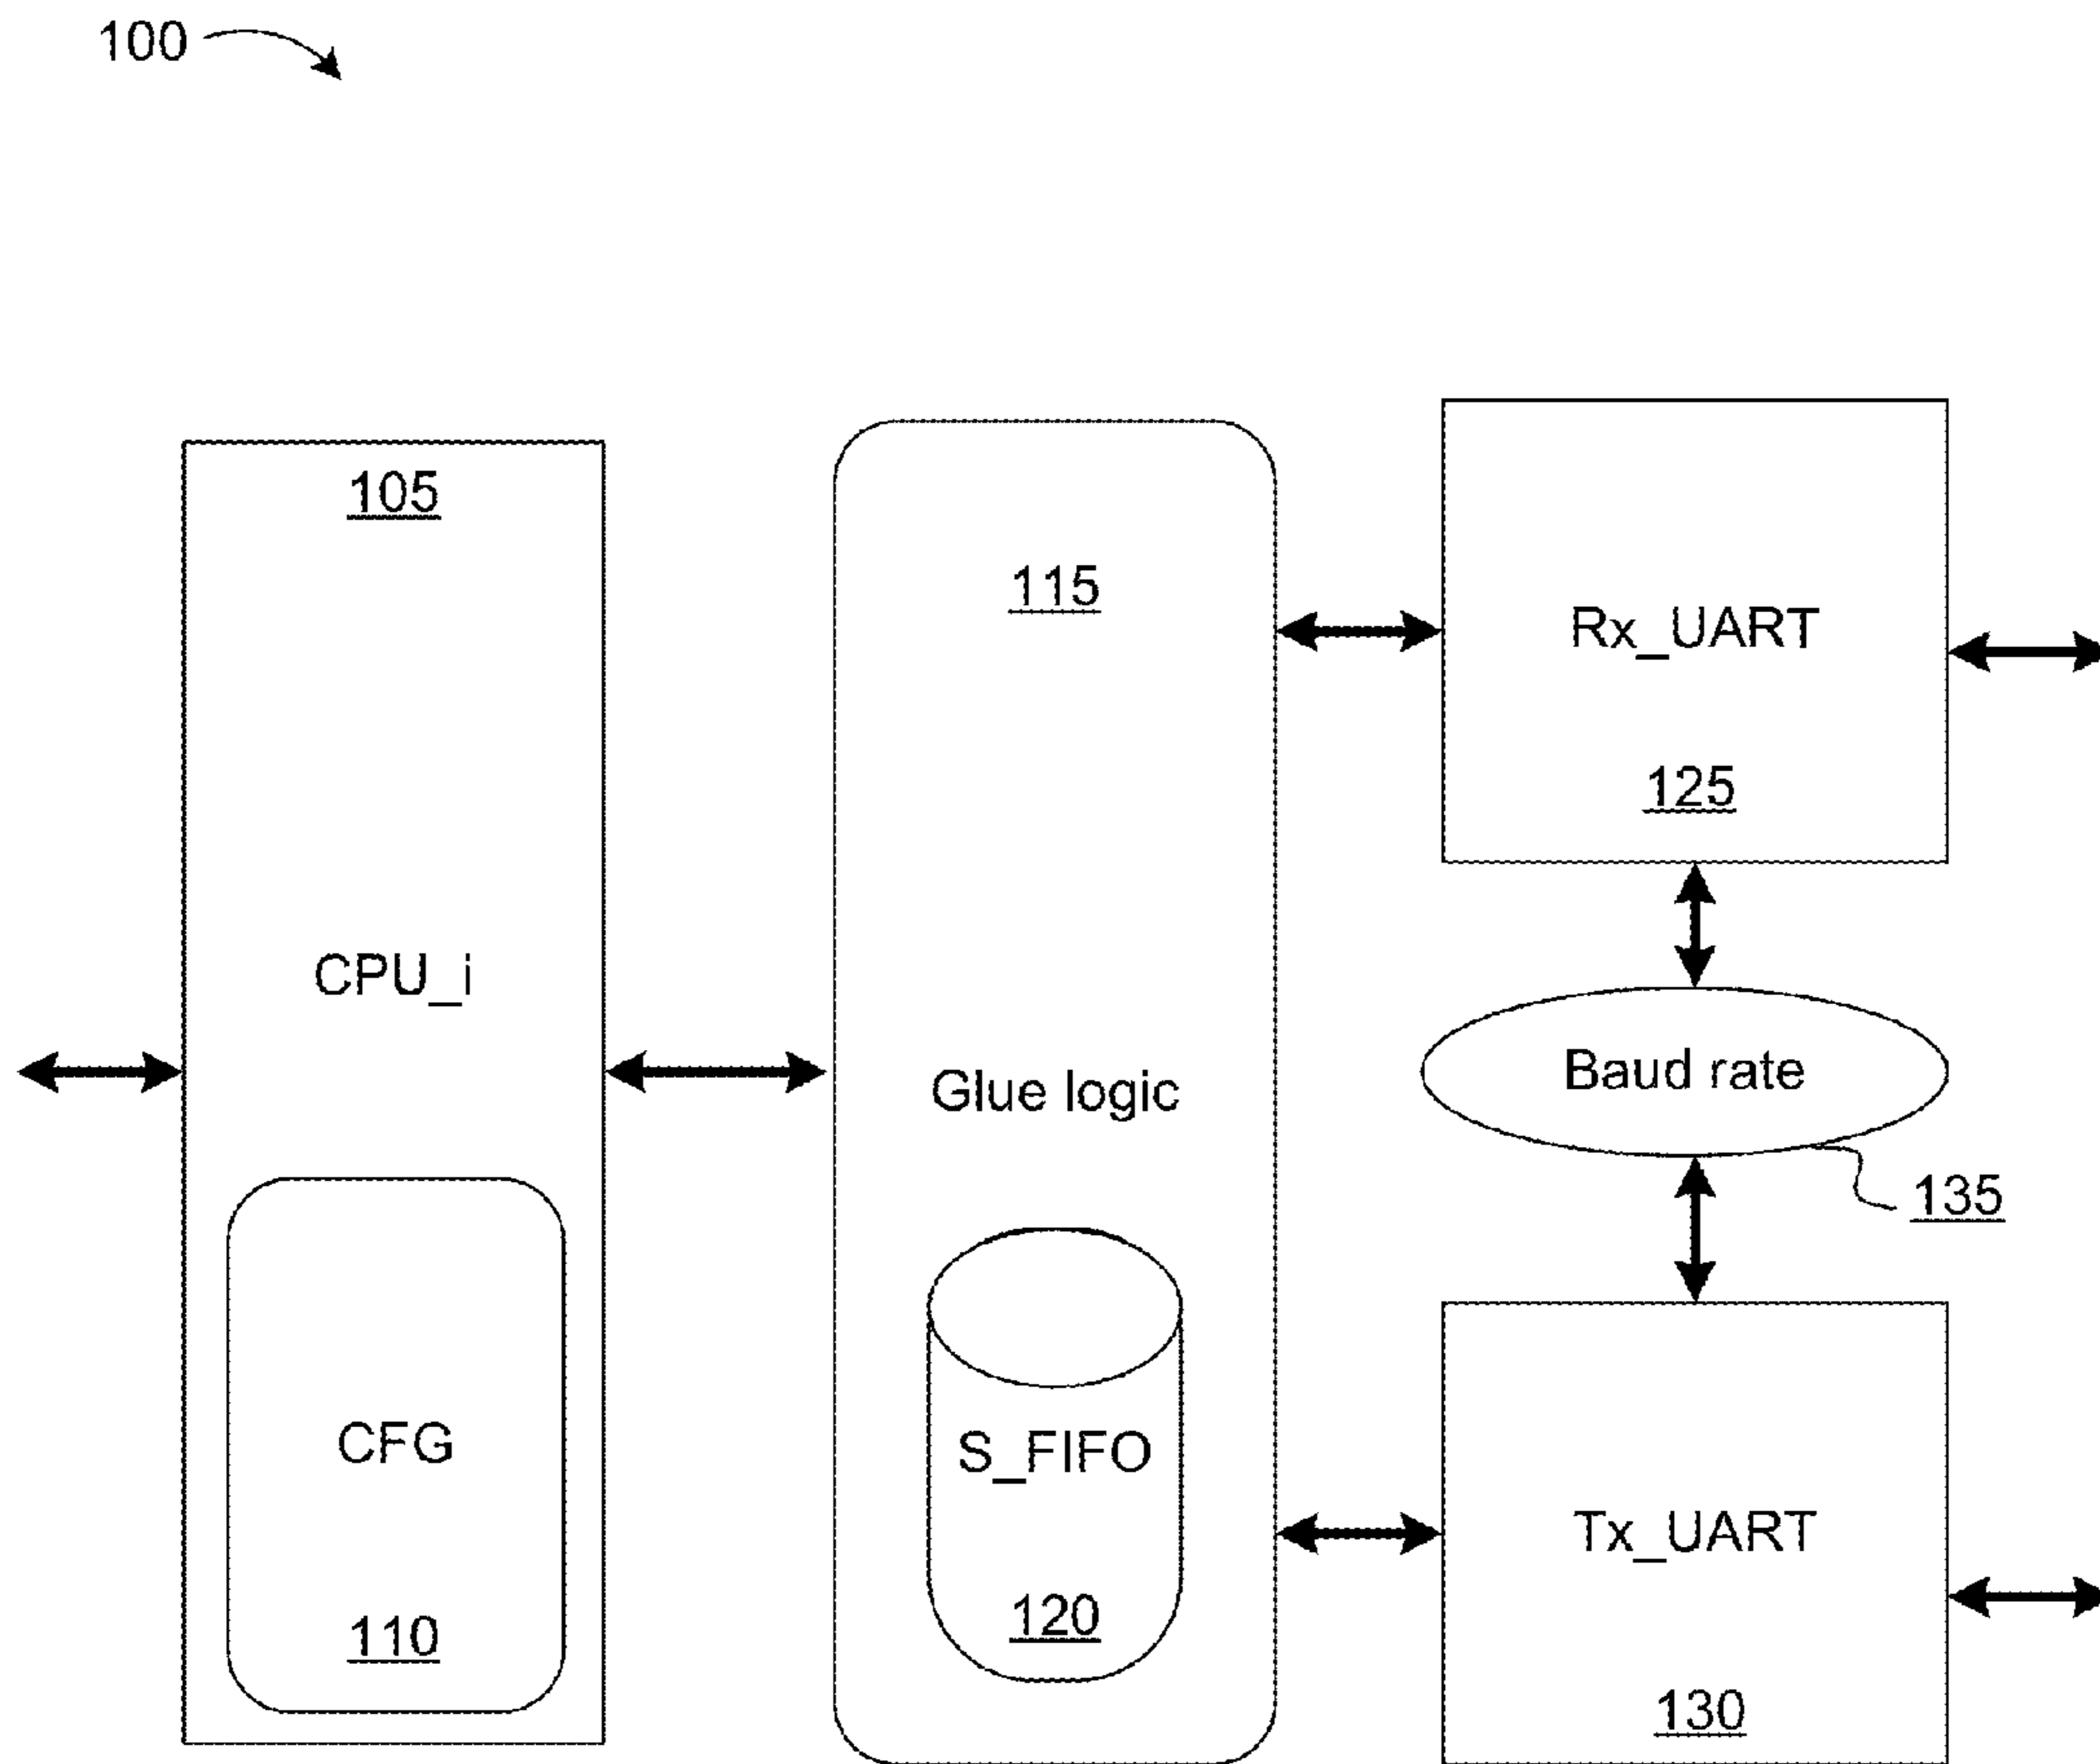 100
105
CPU_i
CFG
110
115
Glue logic
S_FIFO
120
Rx_UART
125
Baud rate
135
Tx_UART
130